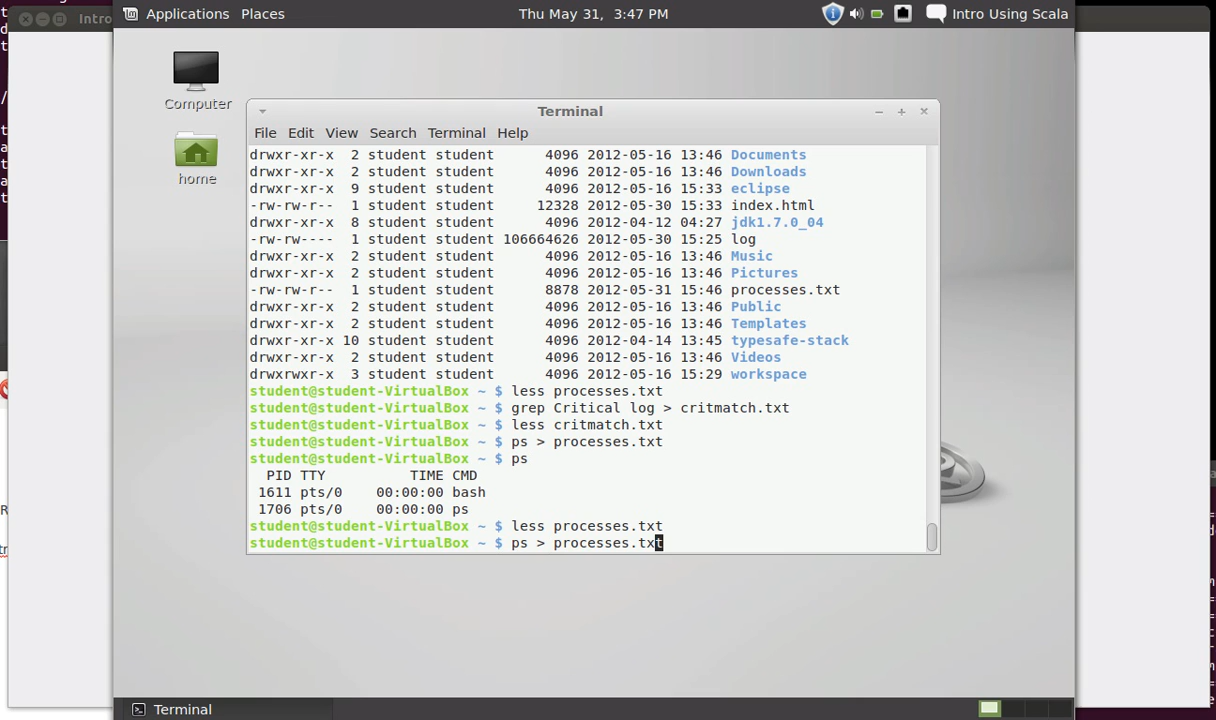 Intro
Applications Places Thu May 31, 3:47 PM Intro Using Scala
Computer
home
Terminal
File Edit View Search Terminal Help
drwxr-xr-x 2 student student 4096 2012-05-16 13:46 Documents
drwxr-xr-x 2 student student 4096 2012-05-16 13:46 Downloads
drwxr-xr-x 9 student student 4096 2012-05-16 15:33 eclipse
-rw-rw-r-- 1 student student 12328 2012-05-30 15:33 index.html
drwxr-xr-x 8 student student 4096 2012-04-12 04:27 jdk1.7.0_04
-rw-rw---- 1 student student 106664626 2012-05-30 15:25 log
drwxr-xr-x 2 student student 4096 2012-05-16 13:46 Music
drwxr-xr-x 2 student student 4096 2012-05-16 13:46 Pictures
-rw-rw-r-- 1 student student 8878 2012-05-31 15:46 processes.txt
drwxr-xr-x 2 student student 4096 2012-05-16 13:46 Public
drwxr-xr-x 2 student student 4096 2012-05-16 13:46 Templates
drwxr-xr-x 10 student student 4096 2012-04-14 13:45 typesafe-stack
drwxr-xr-x 2 student student 4096 2012-05-16 13:46 Videos
drwxrwxr-x 3 student student 4096 2012-05-16 15:29 workspace
student@student-VirtualBox ~ $ less processes.txt
student@student-VirtualBox ~ $ grep Critical log > critmatch.txt
student@student-VirtualBox ~ $ less critmatch.txt
student@student-VirtualBox ~ $ ps > processes.txt
student@student-VirtualBox ~ $ ps
PID TTY TIME CMD
1611 pts/0 00:00:00 bash
1706 pts/0 00:00:00 ps
student@student-VirtualBox ~ $ less processes.txt
student@student-VirtualBox ~ $ ps > processes.txt
Terminal